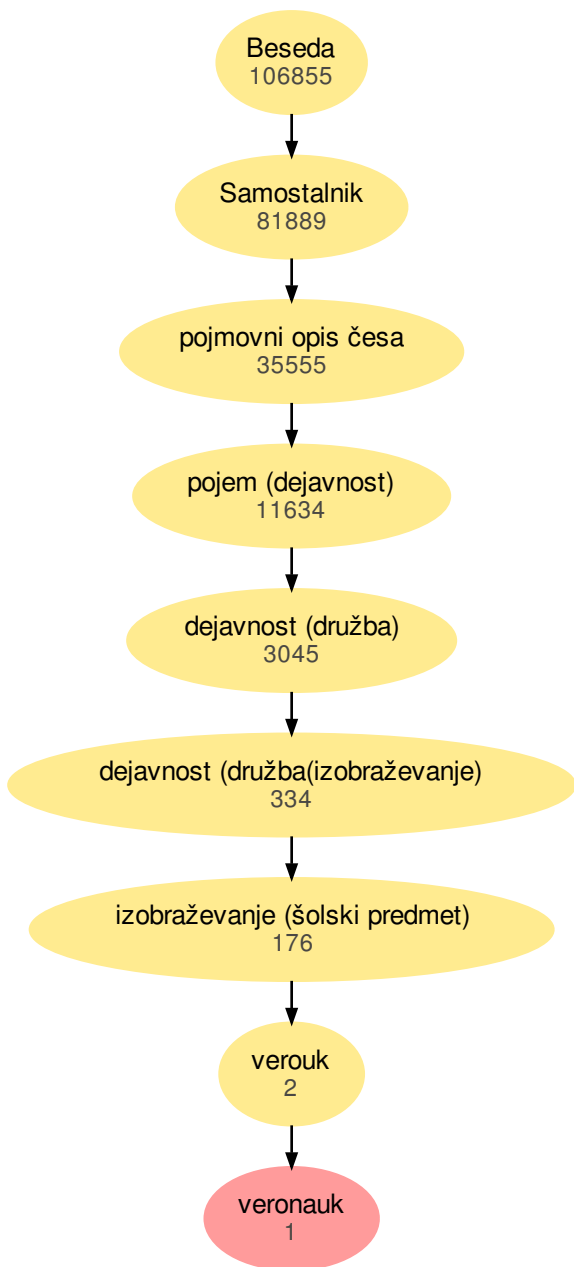 Beseda
106855
Samostalnik
81889
pojmovni opis česa
35555
pojem (dejavnost)
11634
dejavnost (družba)
3045
dejavnost (družba(izobraževanje)
334
izobraževanje (šolski predmet)
176
verouk
2
veronauk
1